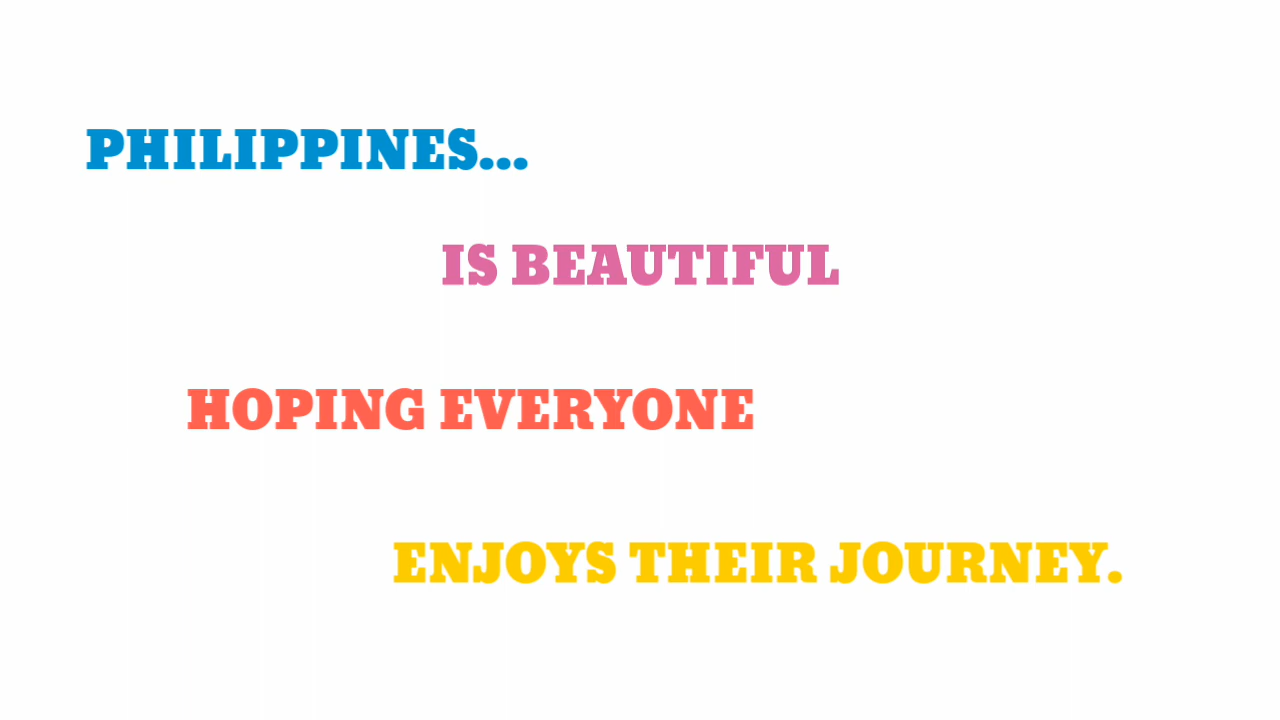 PHILIPPINES...
IS BEAUTIFUL
HOPING EVERYONE
ENJOYS THEIR JOURNEY.